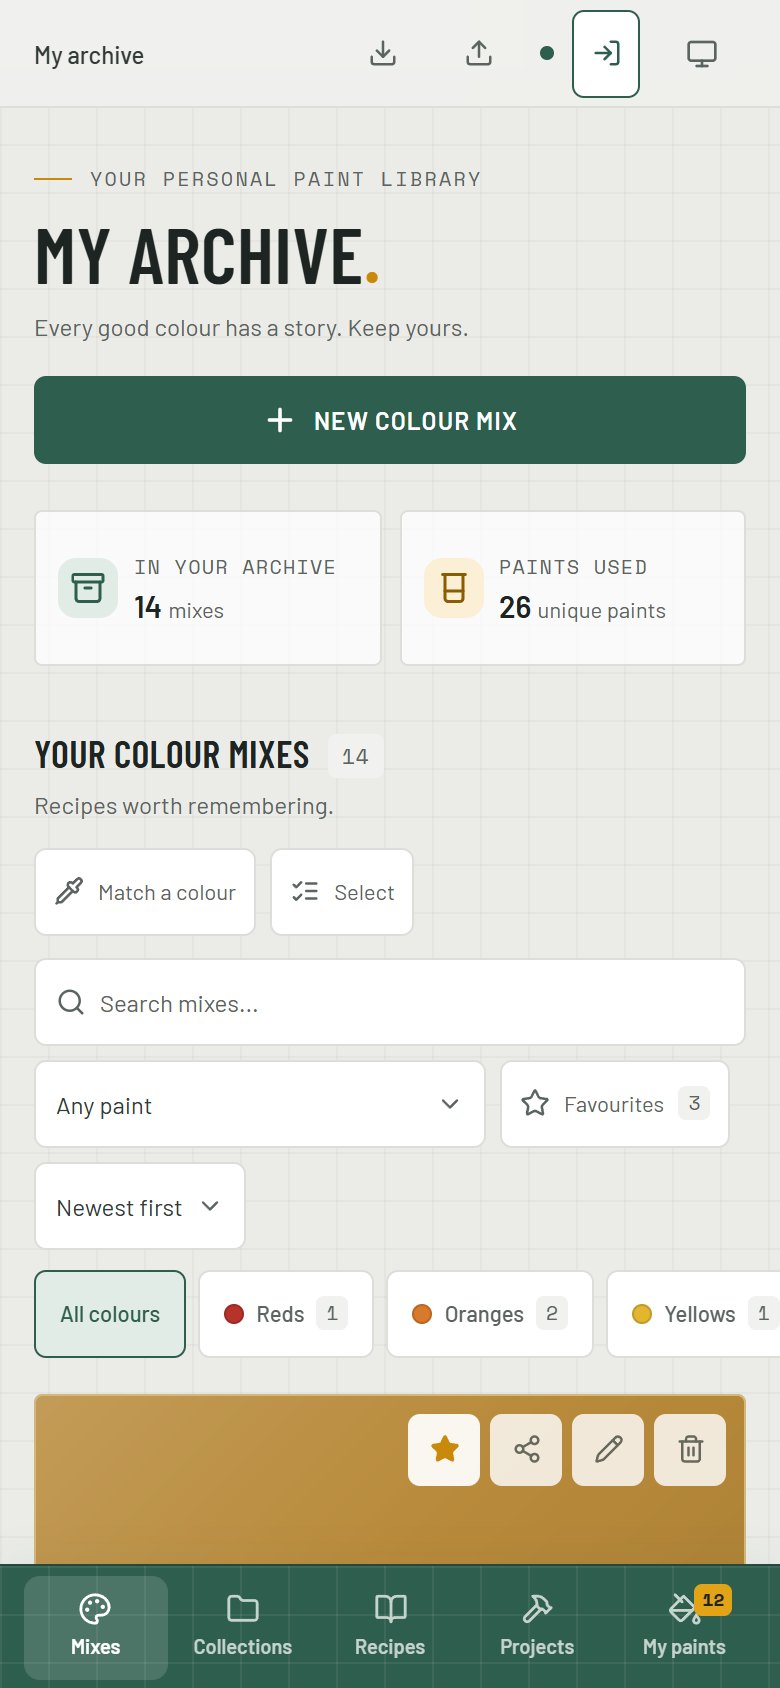 My archive
YOUR PERSONAL PAINT LIBRARY
MY ARCHIVE.
Every good colour has a story. Keep yours.
NEW COLOUR MIX
IN YOUR ARCHIVE
14 mixes
PAINTS USED
26 unique paints
YOUR COLOUR MIXES 14
Recipes worth remembering.
Match a colour
Select
Search mixes...
Any paint
Favourites 3
Newest first
All colours
Reds 1
Oranges 2
Yellows 1
12
Mixes
Collections
Recipes
Projects
My paints